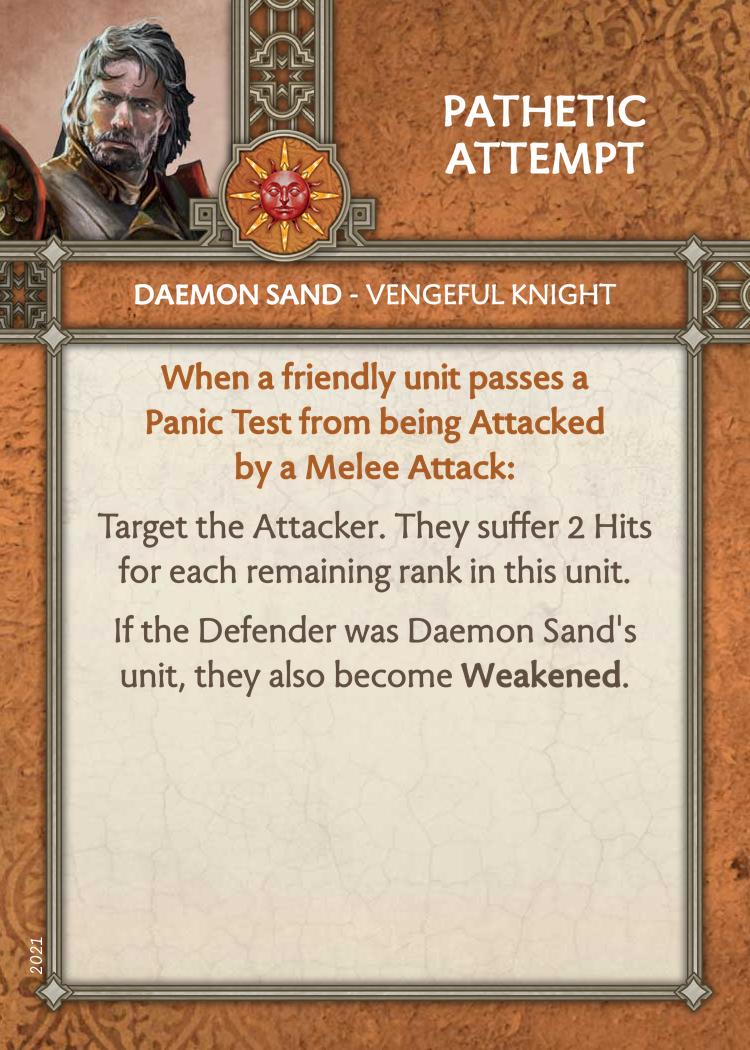 PATHETIC
ATTEMPT
DAEMON SAND - VENGEFUL KNIGHT
When a friendly unit passes a
Panic Test from being Attacked
by a Melee Attack:
Target the Attacker. They suffer 2 Hits
for each remaining rank in this unit.
If the Defender was Daemon Sand's
unit, they also become Weakened.
2021